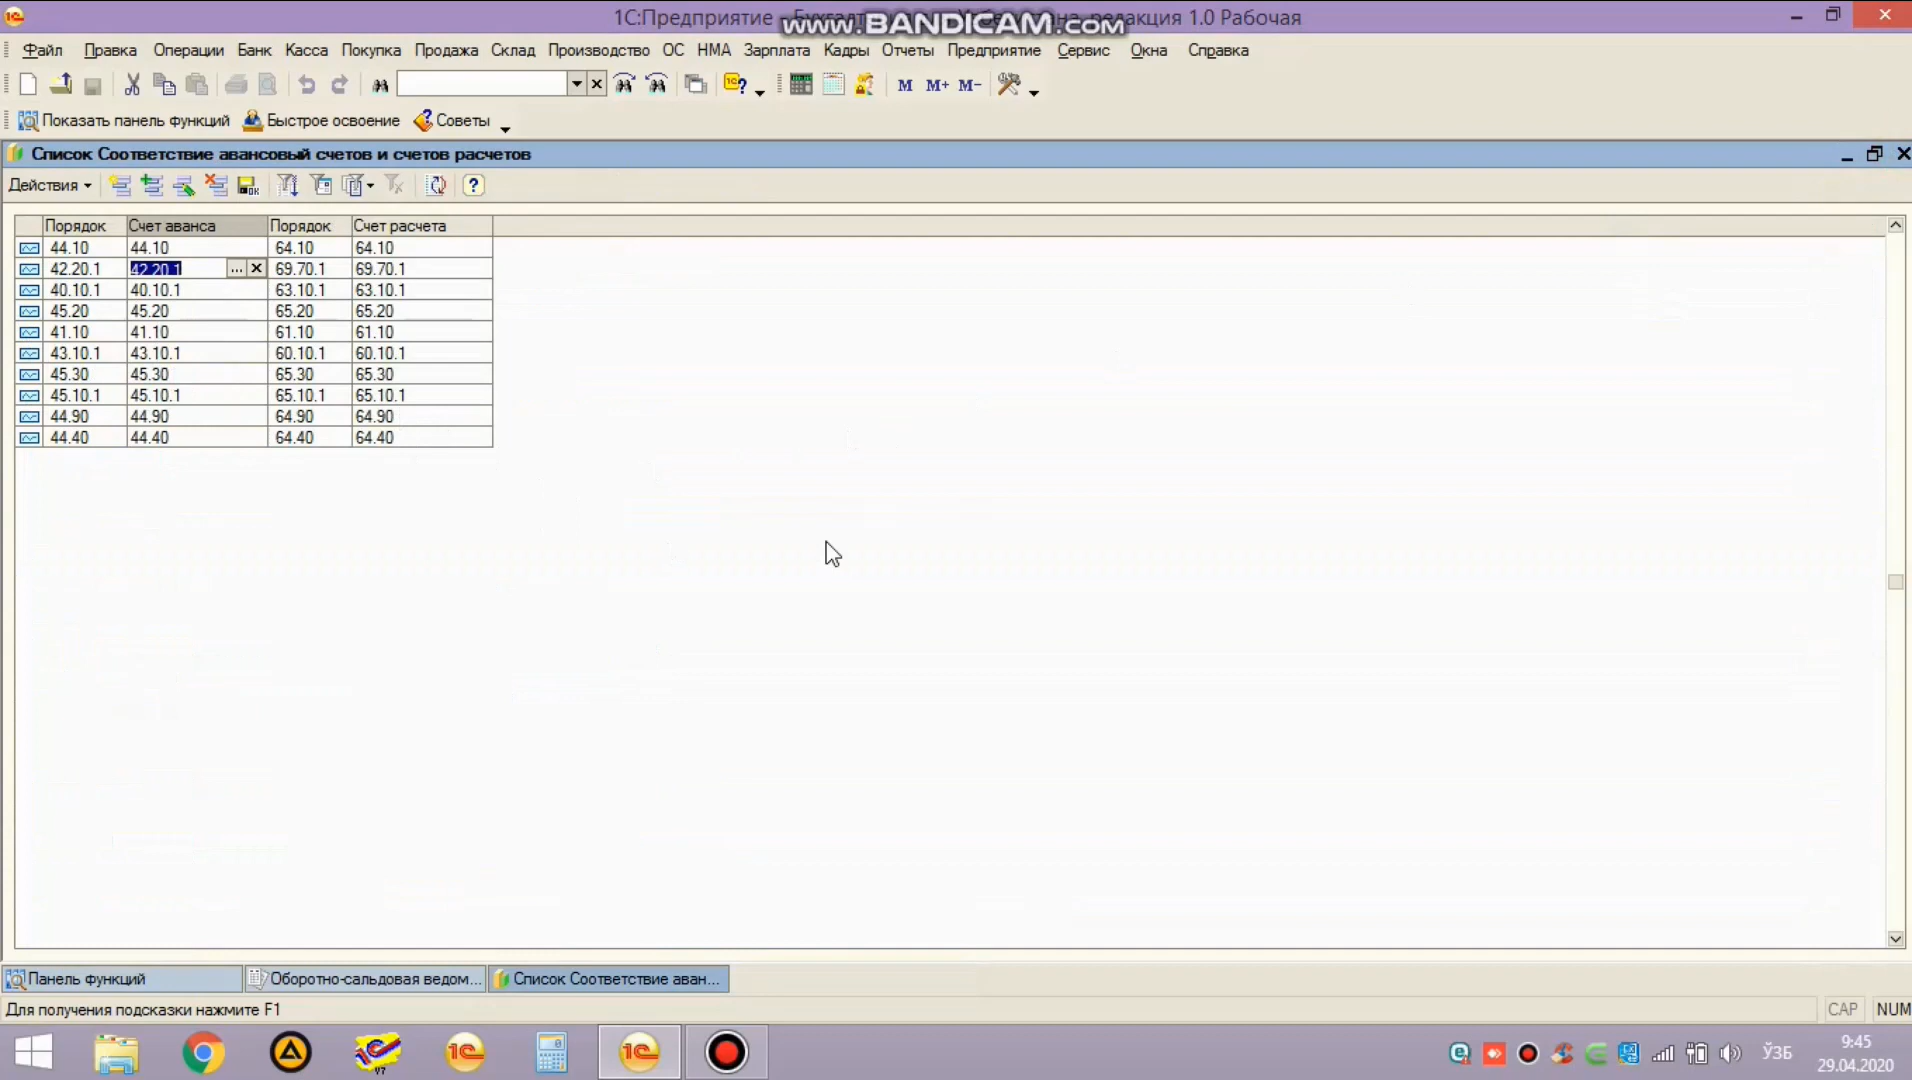 1С:Предприятие - Бухгалтерия Узбекистана, редакция 1.0 Рабочая
www.BANDICAM.com
Файл Правка Операции Банк Касса Покупка Продажа Склад Производство ОС НМА Зарплата Кадры Отчеты Предприятие Сервис Окна Справка
M M+ M-
Показать панель функций Быстрое освоение Советы
Список Соответствие авансовый счетов и счетов расчетов
Действия
Порядок Счет аванса Порядок Счет расчета
44.10 44.10 64.10 64.10
42.20.1 42.20.1 ... 69.70.1 69.70.1
40.10.1 40.10.1 63.10.1 63.10.1
45.20 45.20 65.20 65.20
41.10 41.10 61.10 61.10
43.10.1 43.10.1 60.10.1 60.10.1
45.30 45.30 65.30 65.30
45.10.1 45.10.1 65.10.1 65.10.1
44.90 44.90 64.90 64.90
44.40 44.40 64.40 64.40
Панель функций Оборотно-сальдовая ведом... Список Соответствие аван...
Для получения подсказки нажмите F1 CAP NUM
ЎЗБ 9:45
29.04.2020